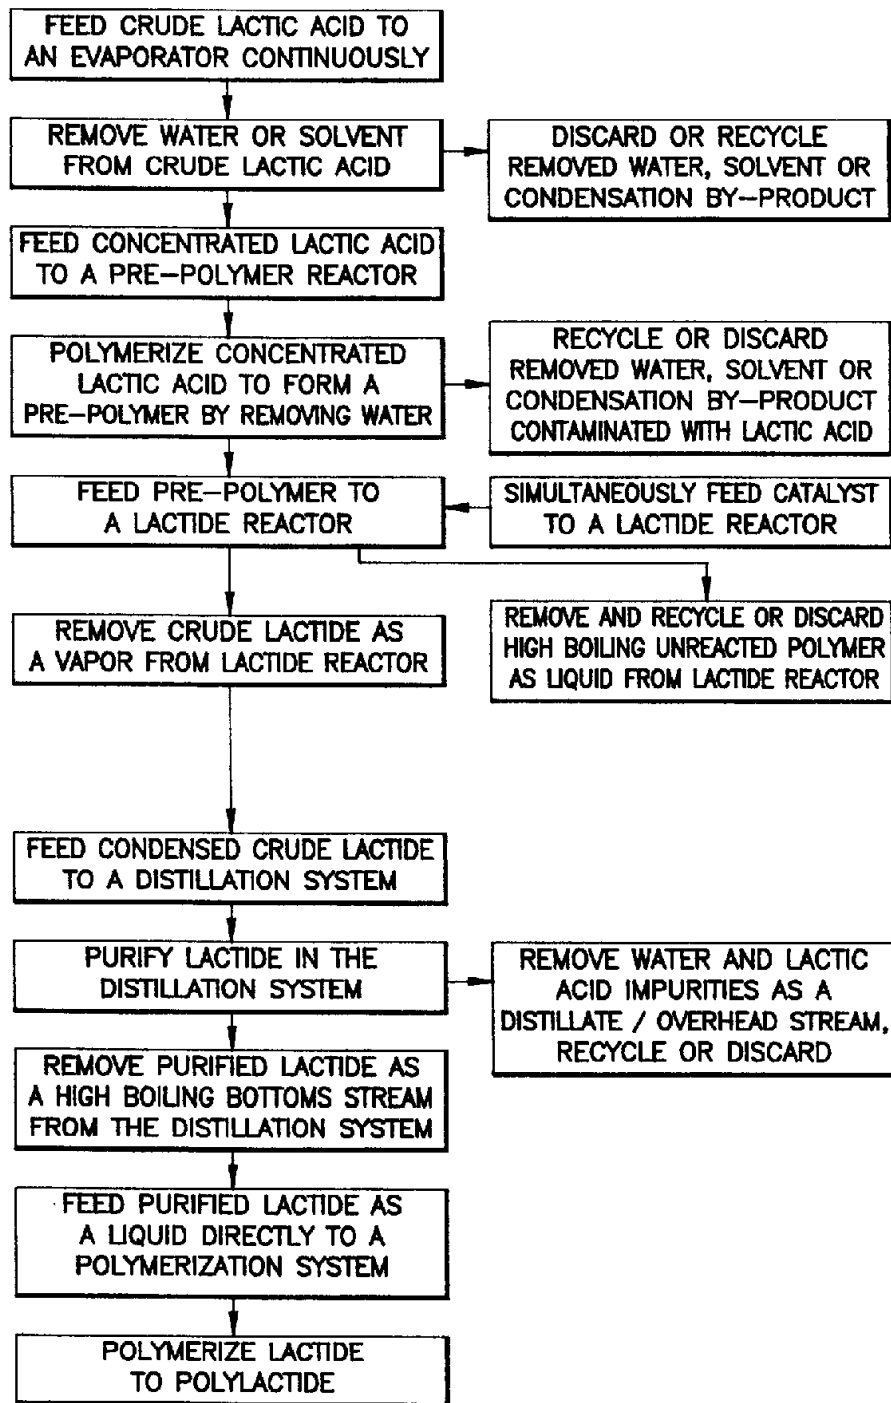 FEED CRUDE LACTIC ACID TO
AN EVAPORATOR CONTINUOUSLY
REMOVE WATER OR SOLVENT
FROM CRUDE LACTIC ACID
DISCARD OR RECYCLE
REMOVED WATER, SOLVENT OR
CONDENSATION BY-PRODUCT
FEED CONCENTRATED LACTIC ACID
TO A PRE-POLYMER REACTOR
POLYMERIZE CONCENTRATED
LACTIC ACID TO FORM A
PRE-POLYMER BY REMOVING WATER
RECYCLE OR DISCARD
REMOVED WATER, SOLVENT OR
CONDENSATION BY-PRODUCT
CONTAMINATED WITH LACTIC ACID
FEED PRE-POLYMER TO
A LACTIDE REACTOR
SIMULTANEOUSLY FEED CATALYST
TO A LACTIDE REACTOR
REMOVE CRUDE LACTIDE AS
A VAPOR FROM LACTIDE REACTOR
REMOVE AND RECYCLE OR DISCARD
HIGH BOILING UNREACTED POLYMER
AS LIQUID FROM LACTIDE REACTOR
FEED CONDENSED CRUDE LACTIDE
TO A DISTILLATION SYSTEM
PURIFY LACTIDE IN THE
DISTILLATION SYSTEM
REMOVE WATER AND LACTIC
ACID IMPURITIES AS A
DISTILLATE / OVERHEAD STREAM,
RECYCLE OR DISCARD
REMOVE PURIFIED LACTIDE AS
A HIGH BOILING BOTTOMS STREAM
FROM THE DISTILLATION SYSTEM
FEED PURIFIED LACTIDE AS
A LIQUID DIRECTLY TO A
POLYMERIZATION SYSTEM
POLYMERIZE LACTIDE
TO POLYLACTIDE